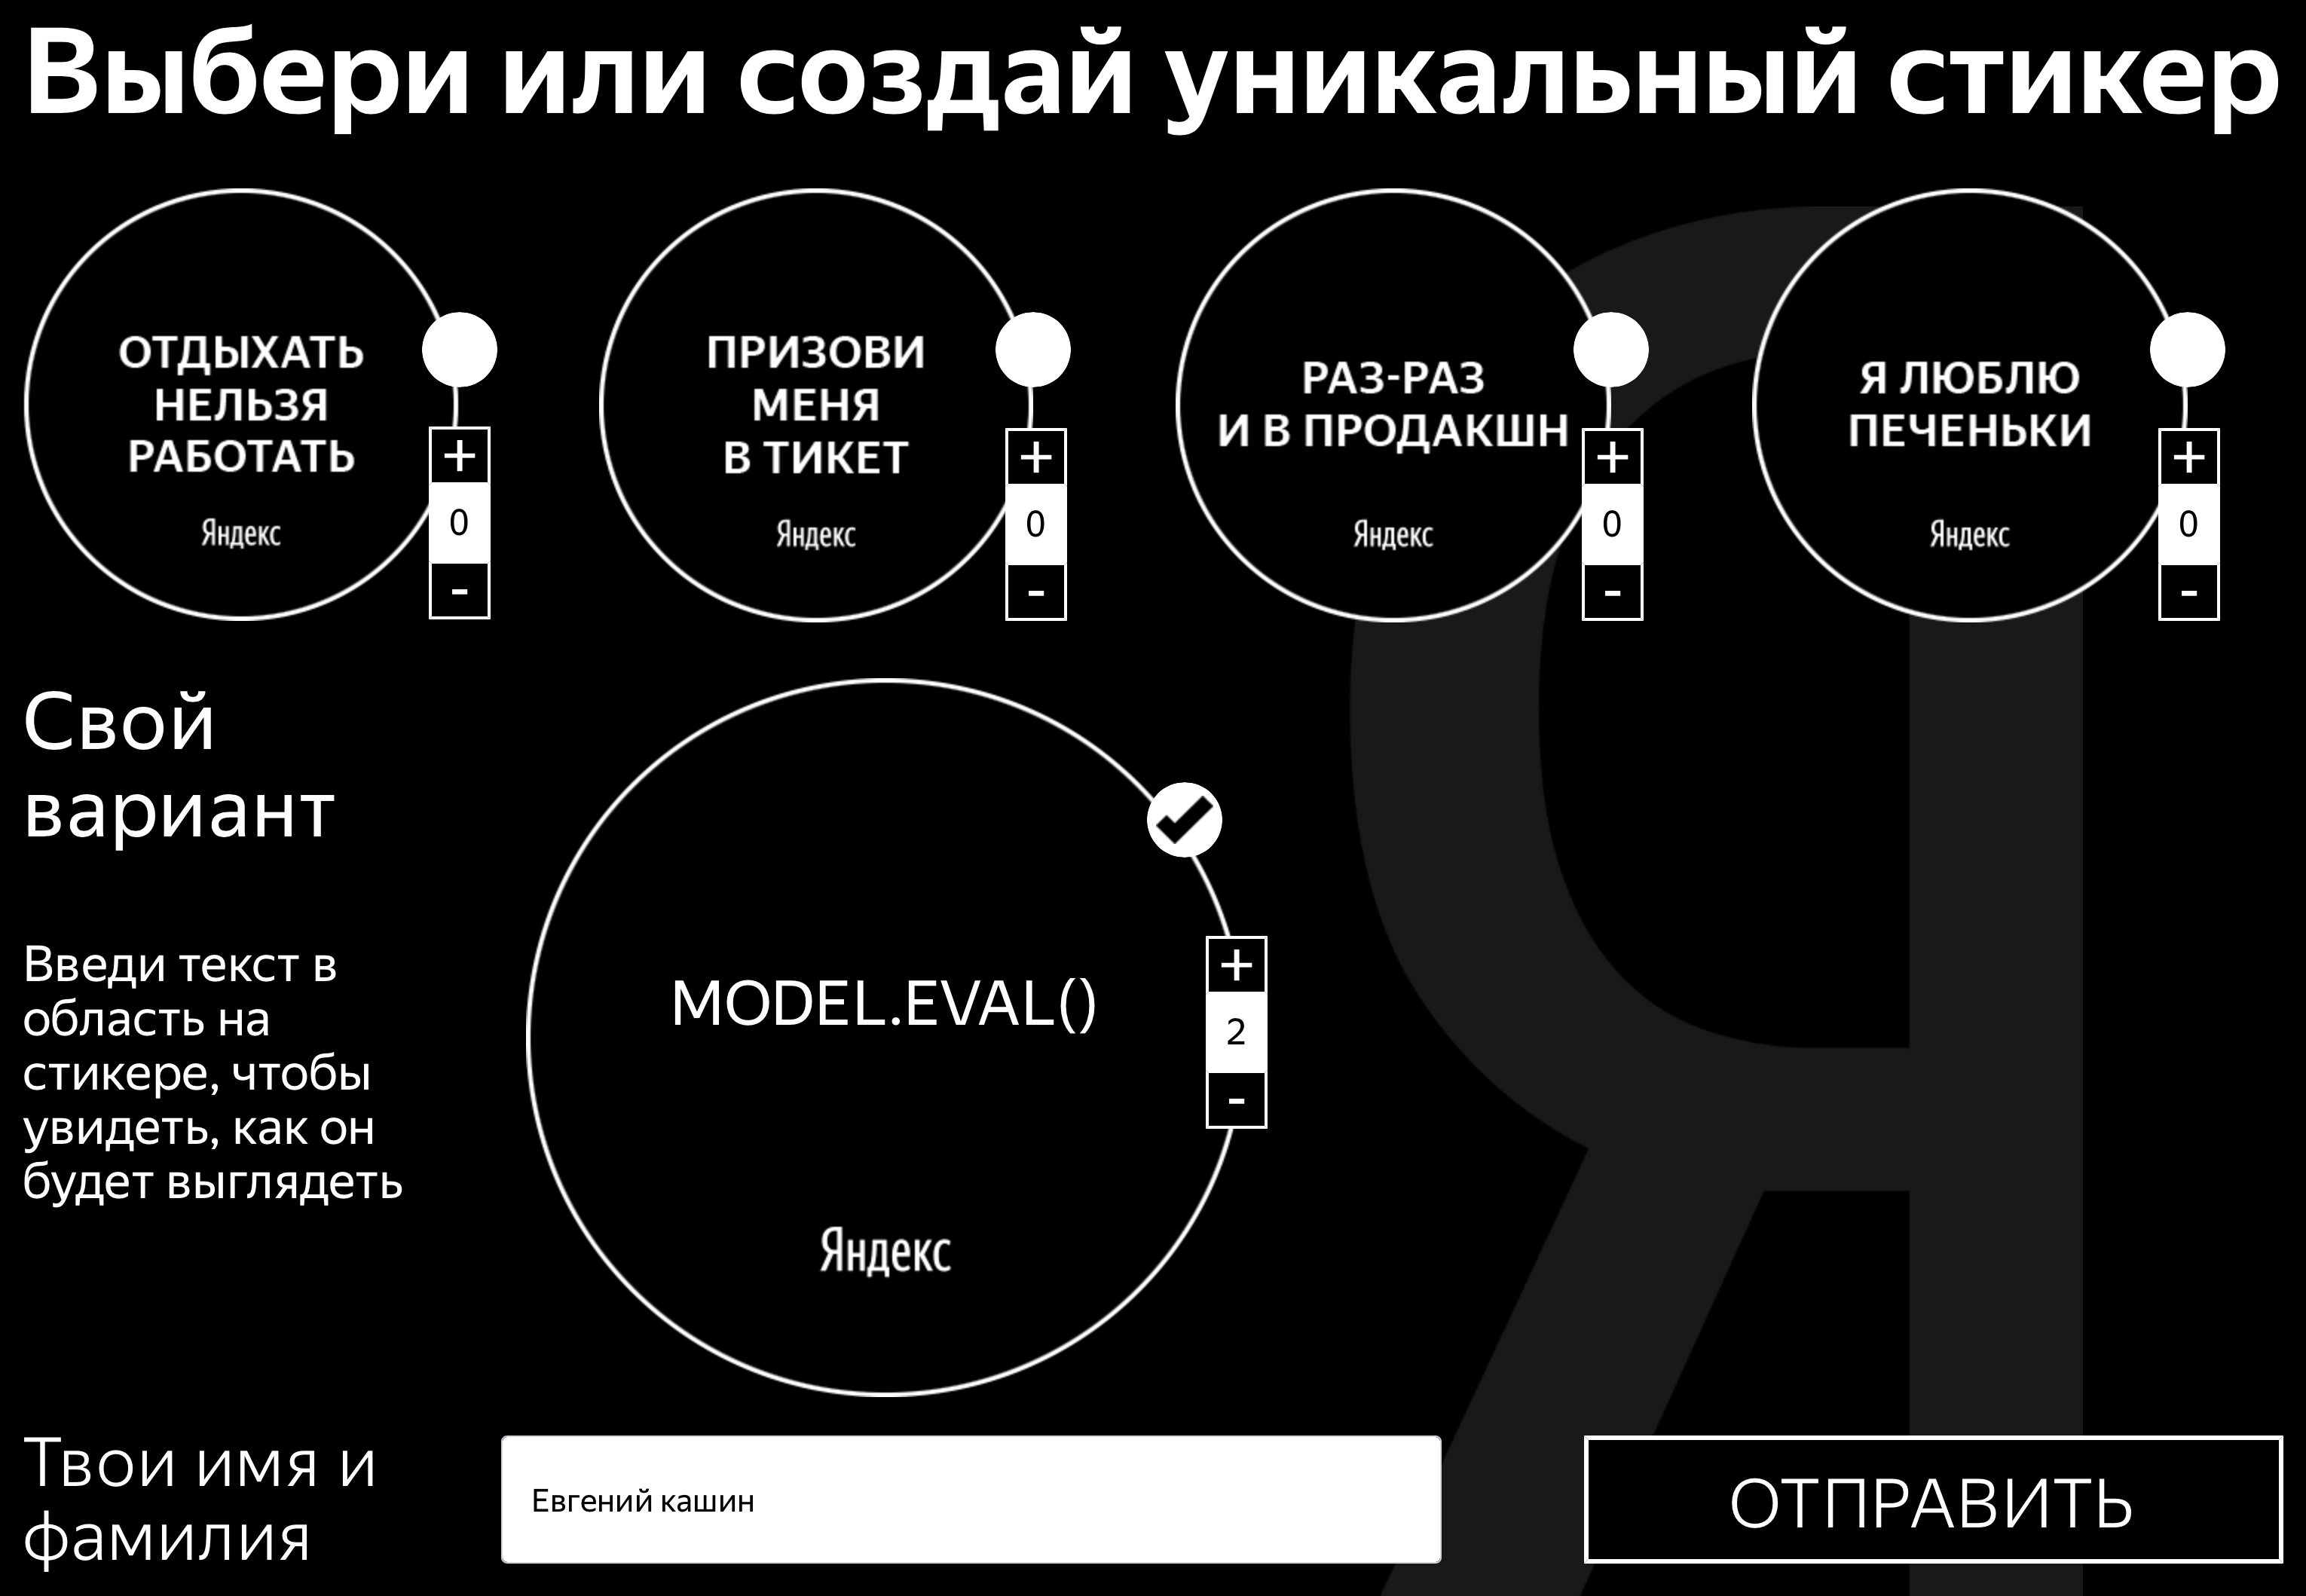 Выбери или создай уникальный стикер
ОТДЫХАТЬ
НЕЛЬЗЯ
РАБОТАТЬ
Яндекс
+
0
-
ПРИЗОВИ
МЕНЯ
В ТИКЕТ
Яндекс
+
0
-
РАЗ-РАЗ
И В ПРОДАКШН
Яндекс
+
0
-
Я ЛЮБЛЮ
ПЕЧЕНЬКИ
Яндекс
+
0
-
Свой
вариант
Введи текст в
область на
стикере, чтобы
увидеть, как он
будет выглядеть
MODEL.EVAL()
Яндекс
+
2
-
Я
Твои имя и
фамилия
Евгений кашин
ОТПРАВИТЬ